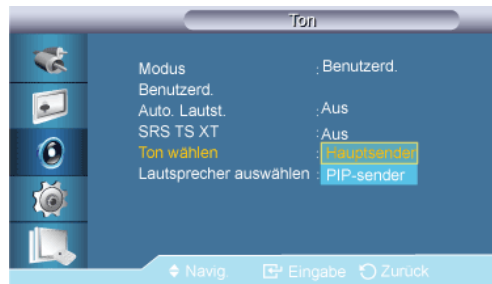 Ton
Modus : Benutzerd.
Benutzerd.
Auto. Lautst. : Aus
SRS TS XT : Aus
Ton wählen : Hauptsender
Lautsprecher auswählen : PIP-sender
Navig. Eingabe Zurück